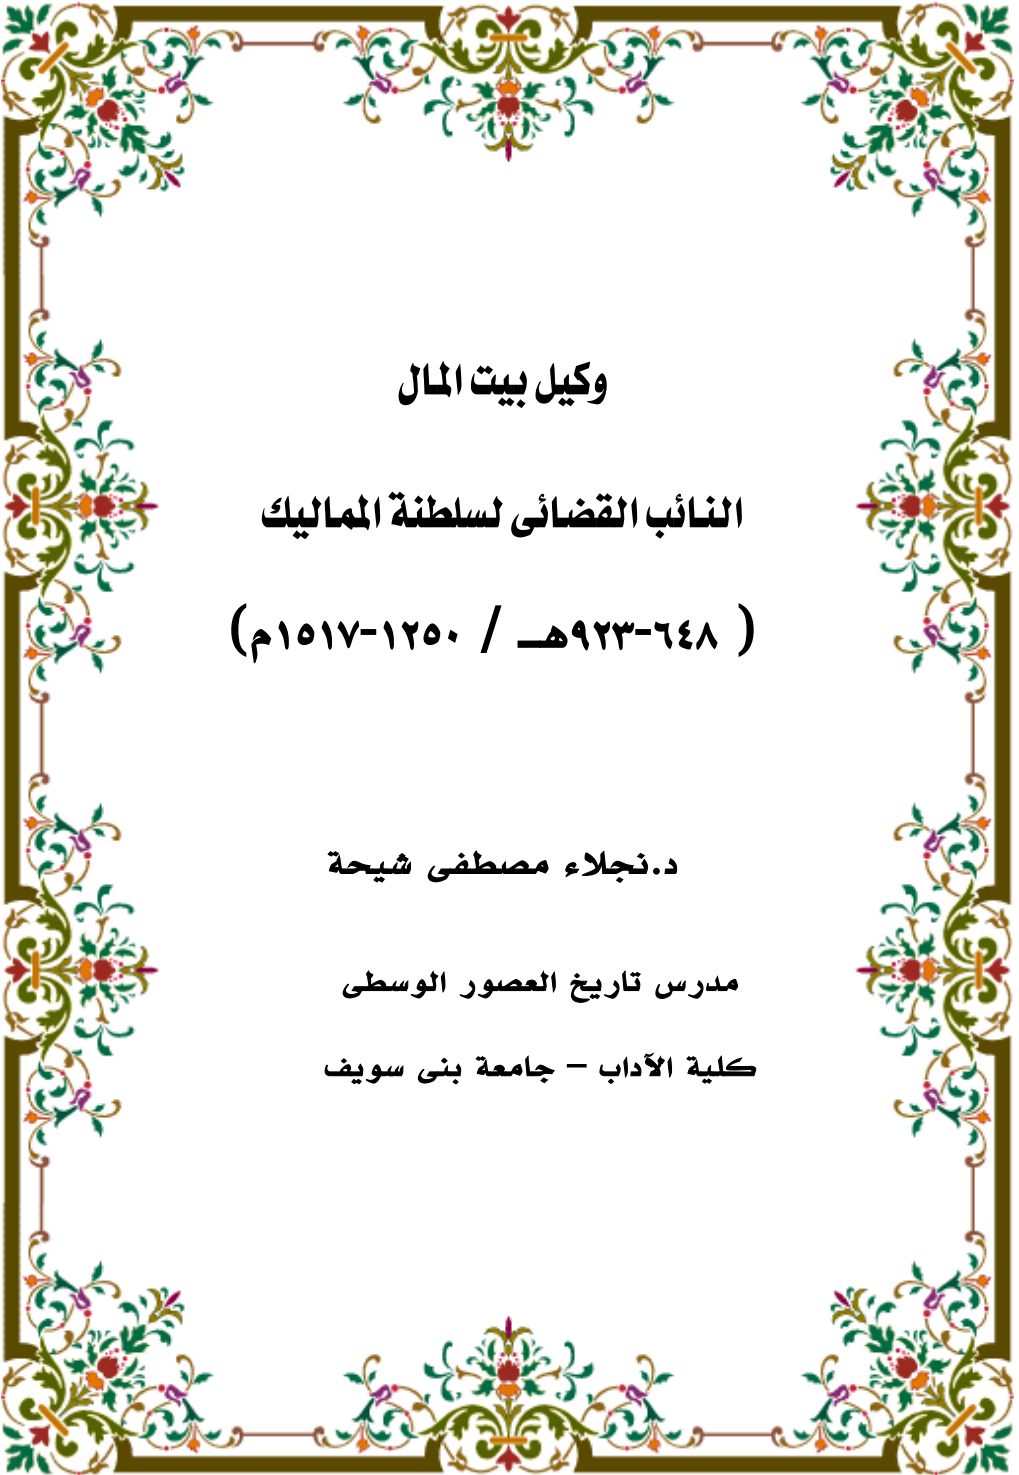 وكيل بيت المال
النائب القضائى لسلطنة المماليك
( ٦٤٨-٩٢٣هـ / ١٢٥٠-١٥١٧م)
د.نجلاء مصطفى شيحة
مدرس تاريخ العصور الوسطى
كلية الآداب – جامعة بنى سويف